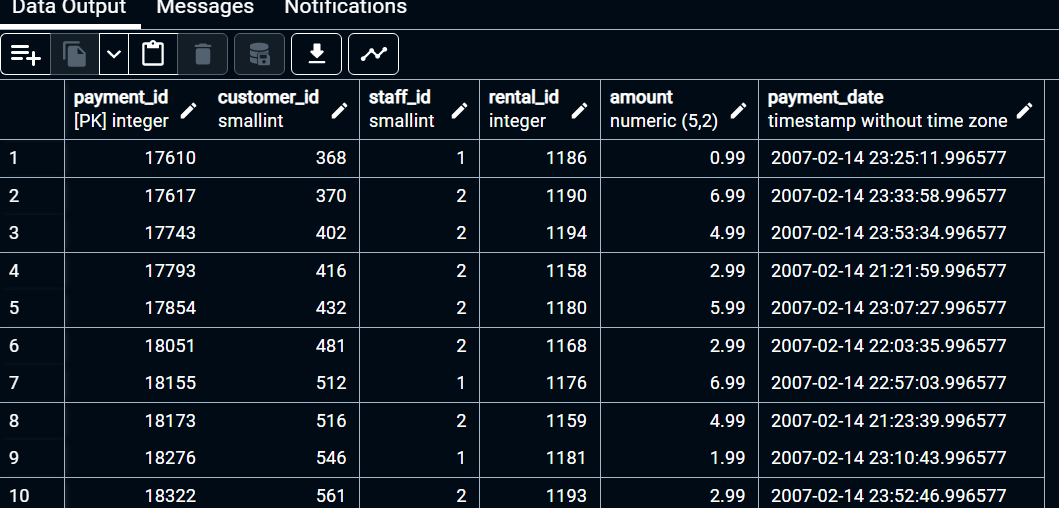 Data Output Messages Notifications
payment_id customer_id staff_id rental_id amount payment_date
[PK] integer smallint smallint integer numeric (5,2) timestamp without time zone
1 17610 368 1 1186 0.99 2007-02-14 23:25:11.996577
2 17617 370 2 1190 6.99 2007-02-14 23:33:58.996577
3 17743 402 2 1194 4.99 2007-02-14 23:53:34.996577
4 17793 416 2 1158 2.99 2007-02-14 21:21:59.996577
5 17854 432 2 1180 5.99 2007-02-14 23:07:27.996577
6 18051 481 2 1168 2.99 2007-02-14 22:03:35.996577
7 18155 512 1 1176 6.99 2007-02-14 22:57:03.996577
8 18173 516 2 1159 4.99 2007-02-14 21:23:39.996577
9 18276 546 1 1181 1.99 2007-02-14 23:10:43.996577
10 18322 561 2 1193 2.99 2007-02-14 23:52:46.996577